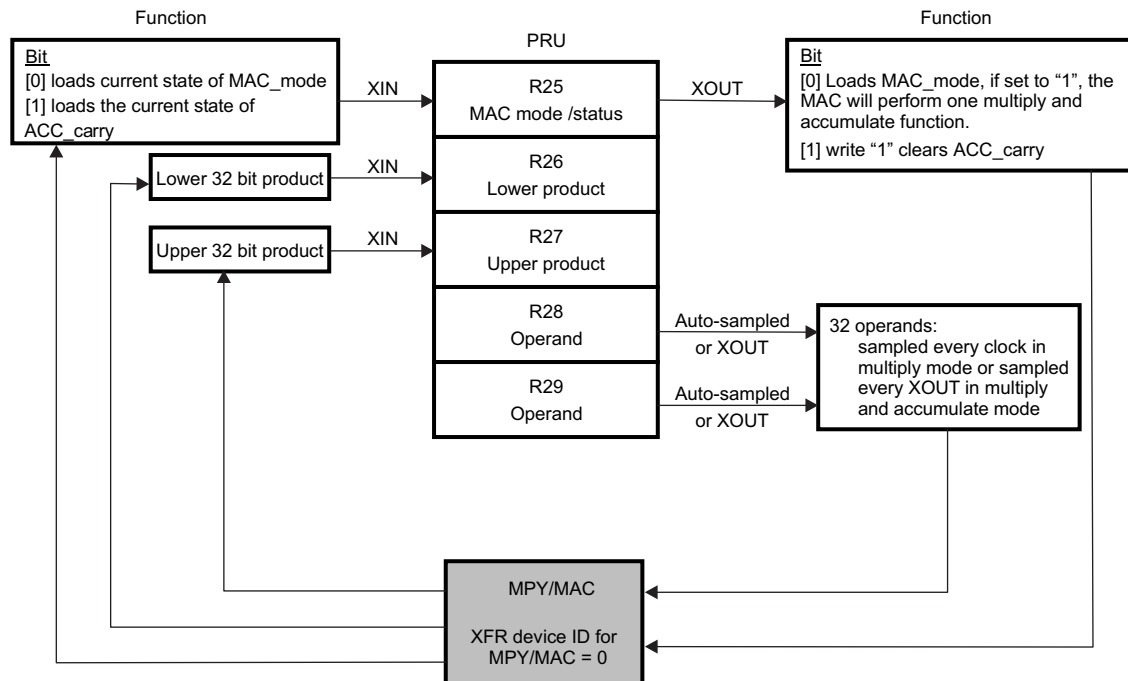 Function
Bit
[0] loads current state of MAC_mode
[1] loads the current state of
ACC_carry
Lower 32 bit product
Upper 32 bit product
XIN
XIN
XIN
PRU
R25
MAC mode /status
R26
Lower product
R27
Upper product
R28
Operand
R29
Operand
XOUT
Auto-sampled
or XOUT
Auto-sampled
or XOUT
Function
Bit
[0] Loads MAC_mode, if set to “1”, the
MAC will perform one multiply and
accumulate function.
[1] write “1” clears ACC_carry
32 operands:
sampled every clock in
multiply mode or sampled
every XOUT in multiply
and accumulate mode
MPY/MAC
XFR device ID for
MPY/MAC = 0